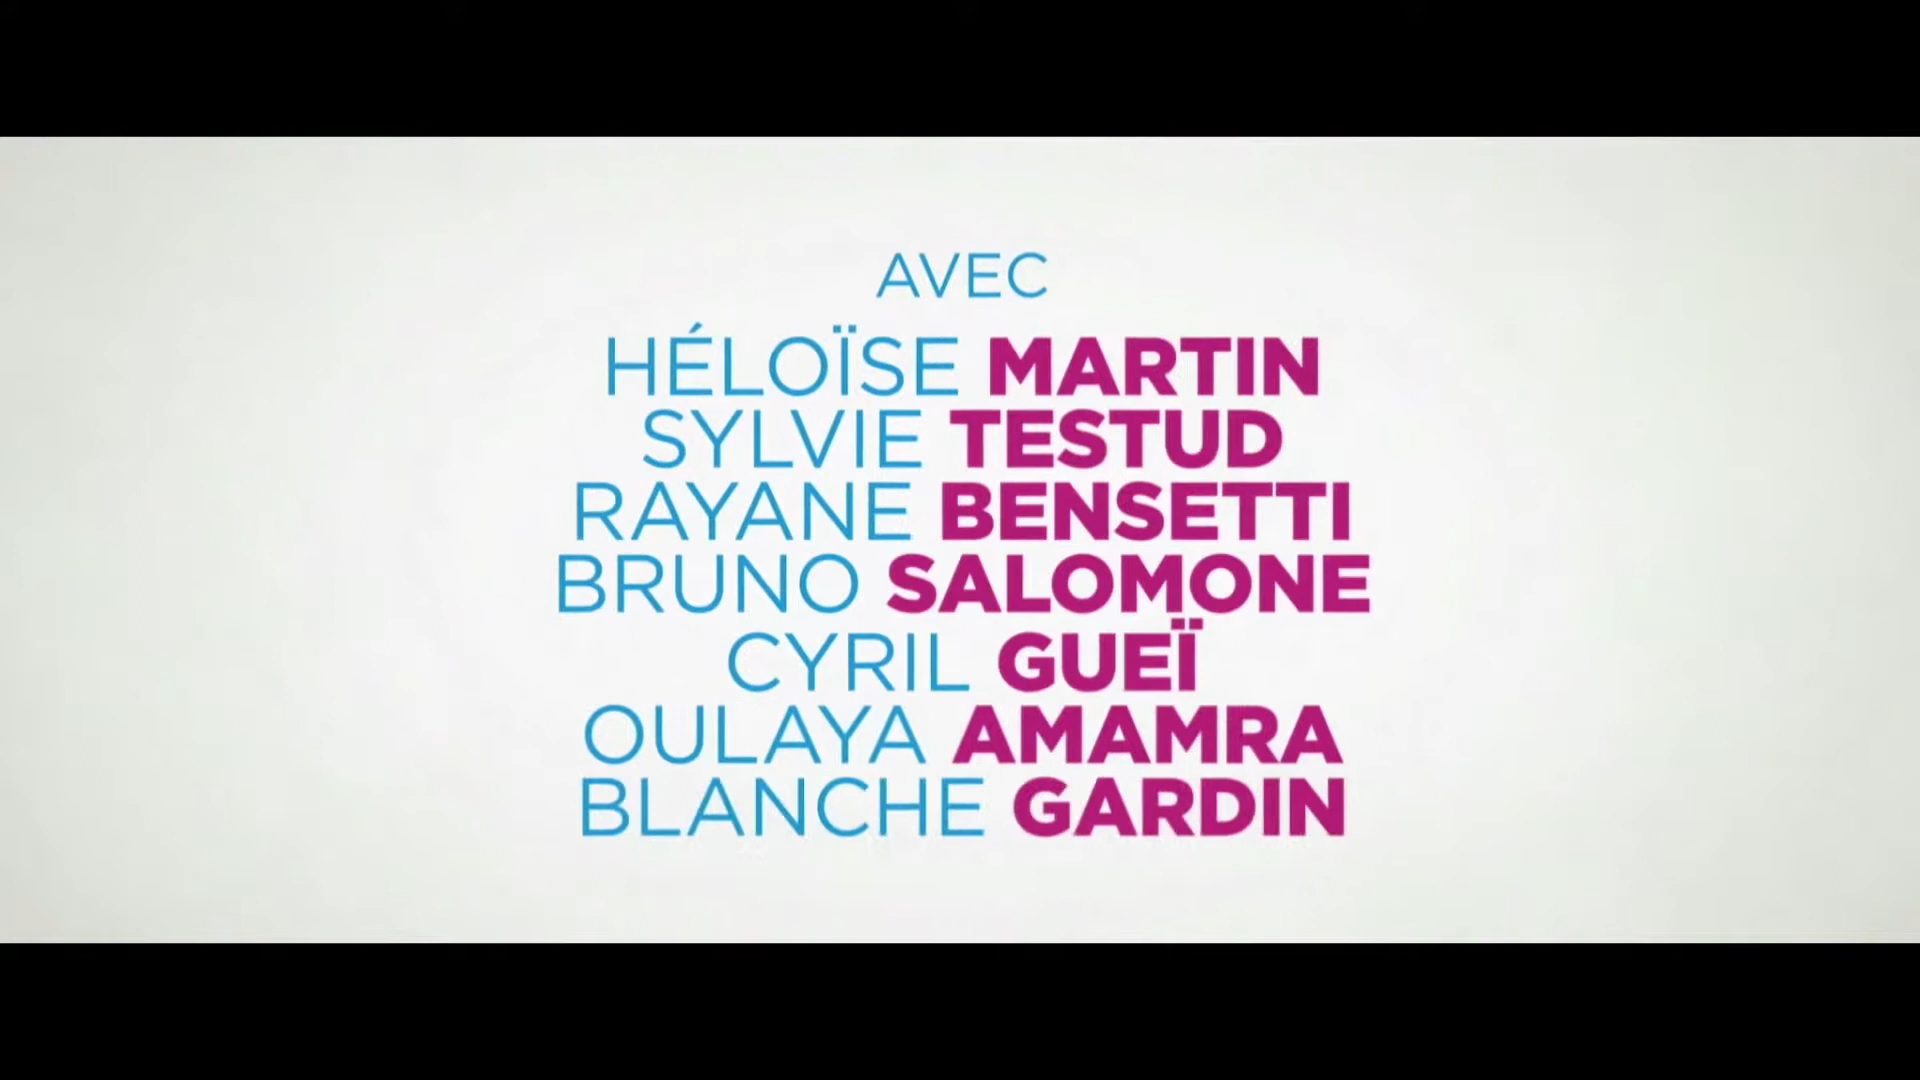 AVEC
HÉLOÏSE MARTIN
SYLVIE TESTUD
RAYANE BENSETTI
BRUNO SALOMONE
CYRIL GUEÏ
OULAYA AMAMRA
BLANCHE GARDIN